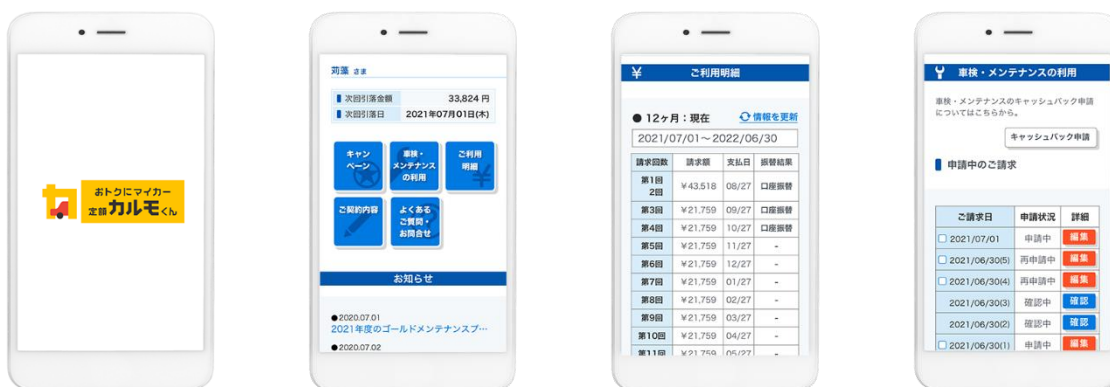 おトクにマイカー
定額カルモくん
苅藻 さま
次回引落金額 33,824 円
次回引落日 2021年07月01日(木)
キャン
ペーン
車検・
メンテナンス
の利用
ご利用
明細
ご契約内容
よくある
ご質問・
お問合せ
お知らせ
●2020.07.01
2021年度のゴールドメンテナンスプ…
●2020.07.02
¥ ご利用明細
● 12ヶ月：現在 情報を更新
2021/07/01～2022/06/30
請求回数 請求額 支払日 振替結果
第1回
2回 ¥43,518 08/27 口座振替
第3回 ¥21,759 09/27 口座振替
第4回 ¥21,759 10/27 口座振替
第5回 ¥21,759 11/27 -
第6回 ¥21,759 12/27 -
第7回 ¥21,759 01/27 -
第8回 ¥21,759 02/27 -
第9回 ¥21,759 03/27 -
第10回 ¥21,759 04/27 -
第11回 ¥21,759 05/27 -
車検・メンテナンスの利用
車検・メンテナンスのキャッシュバック申請
についてはこちらから。
キャッシュバック申請
申請中のご請求
ご請求日 申請状況 詳細
2021/07/01 申請中 編集
2021/06/30(5) 再申請中 編集
2021/06/30(4) 再申請中 編集
2021/06/30(3) 確認中 確認
2021/06/30(2) 確認中 確認
2021/06/30(1) 申請中 編集